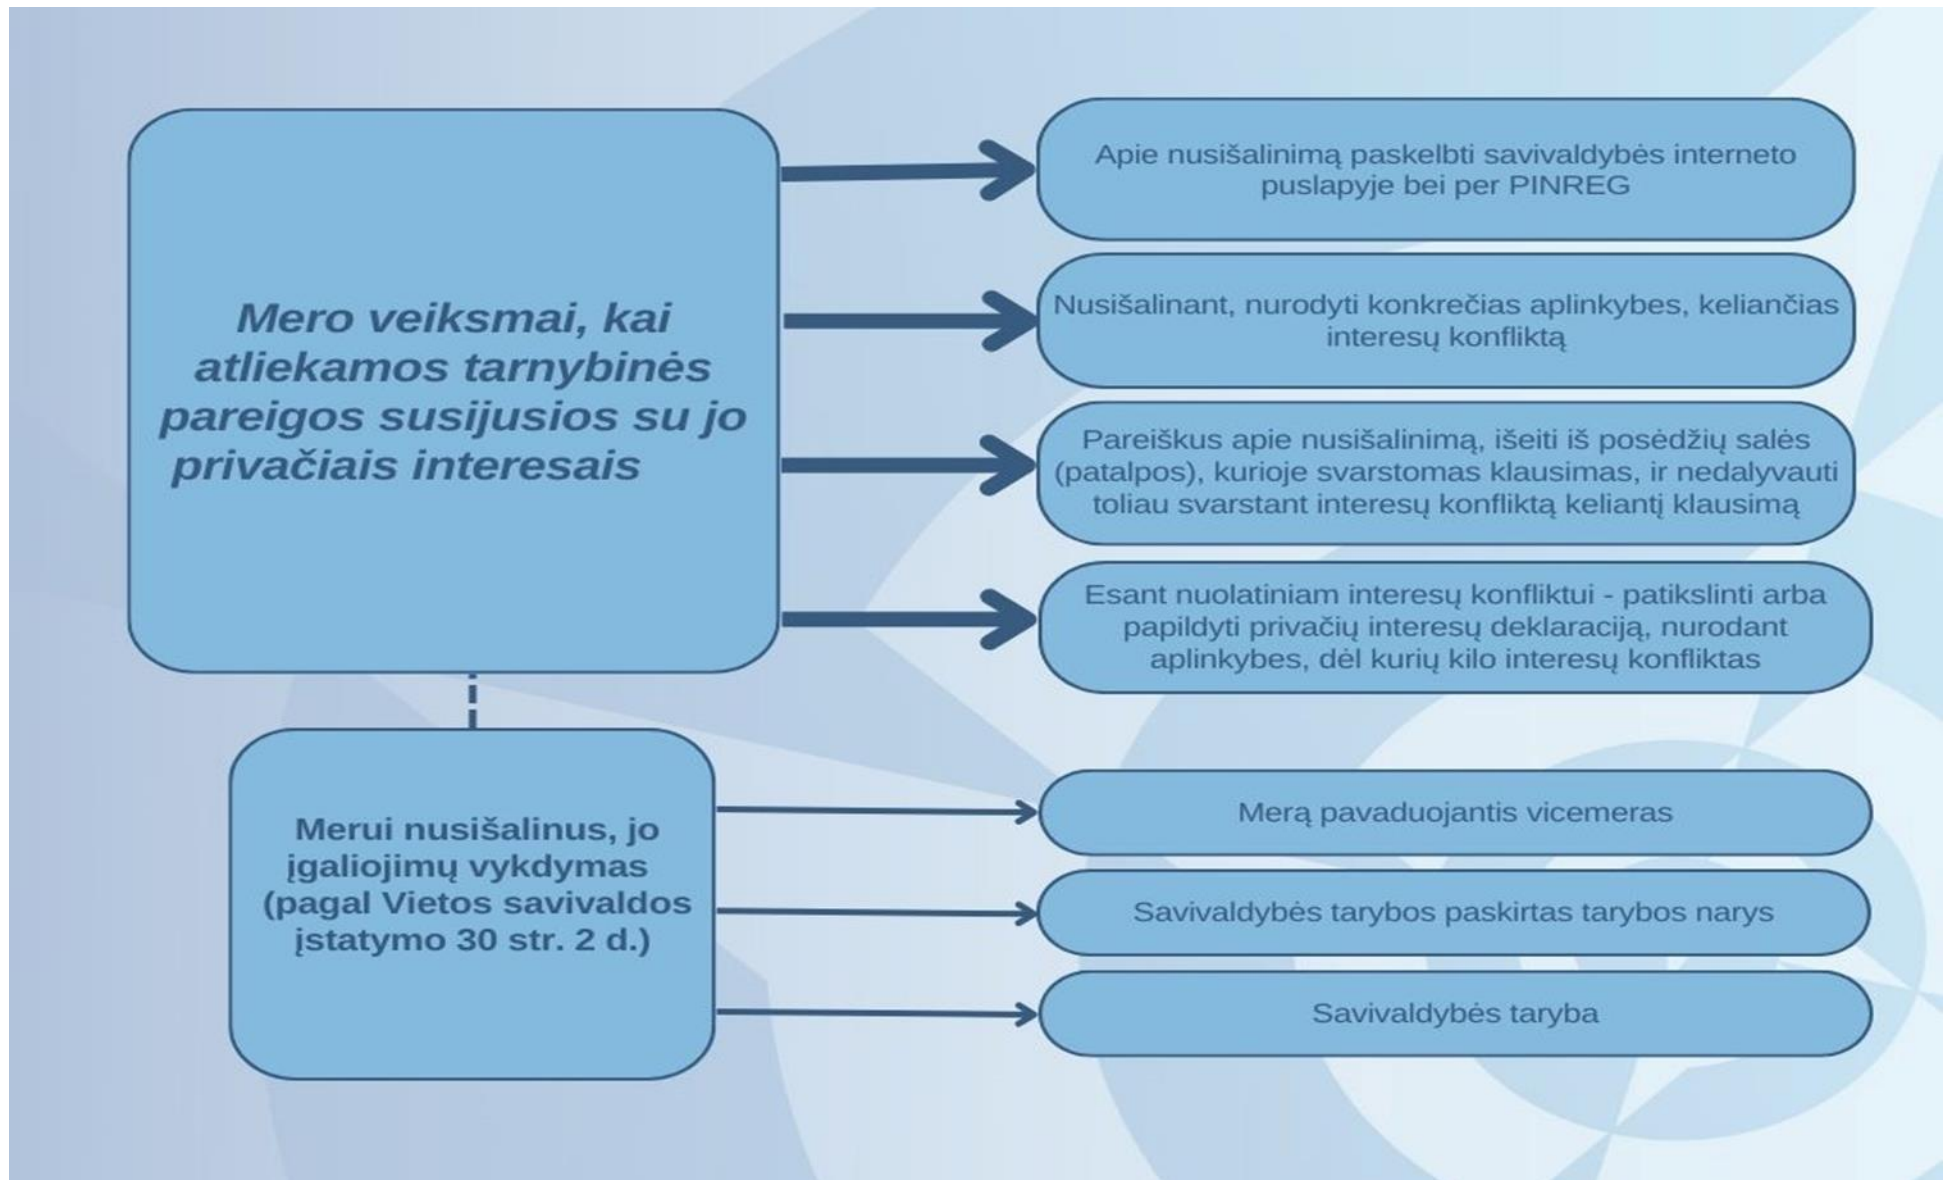 Mero veiksmai, kai
atliekamos tarnybinės
pareigos susijusios su jo
privačiais interesais
Apie nusišalinimą paskelbti savivaldybės interneto
puslapyje bei per PINREG
Nusišalinant, nurodyti konkrečias aplinkybes, keliančias
interesų konfliktą
Pareiškus apie nusišalinimą, išeiti iš posėdžių salės
(patalpos), kurioje svarstomas klausimas, ir nedalyvauti
toliau svarstant interesų konfliktą keliantį klausimą
Esant nuolatiniam interesų konfliktui - patikslinti arba
papildyti privačių interesų deklaraciją, nurodant
aplinkybes, dėl kurių kilo interesų konfliktas
Merui nusišalinus, jo
įgaliojimų vykdymas
(pagal Vietos savivaldos
įstatymo 30 str. 2 d.)
Merą pavaduojantis vicemeras
Savivaldybės tarybos paskirtas tarybos narys
Savivaldybės taryba